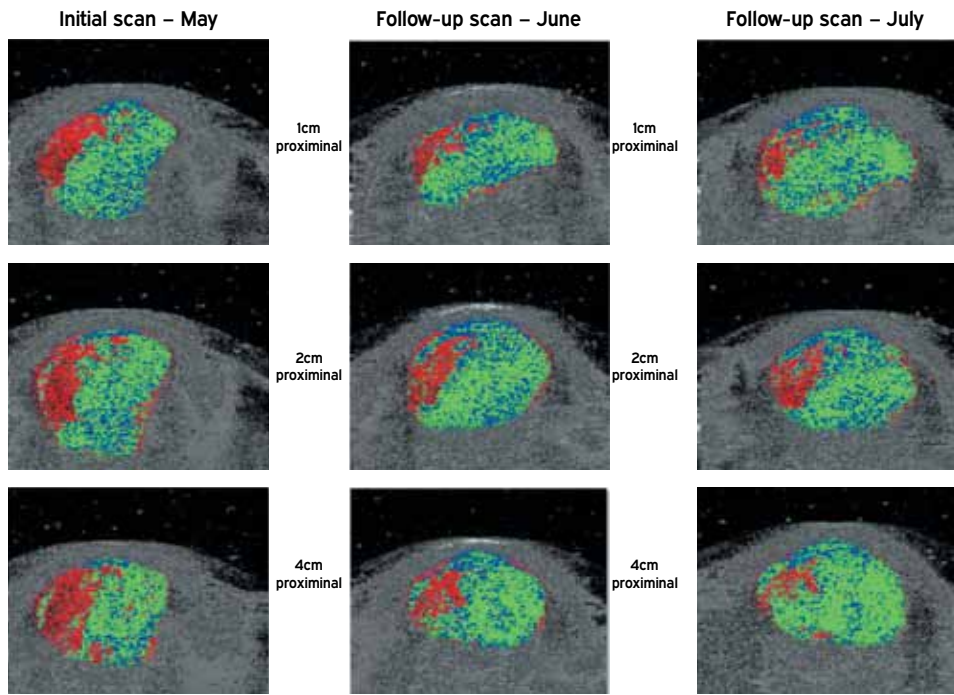 Initial scan – May
Follow-up scan – June
Follow-up scan – July
1cm
proximinal
1cm
proximinal
2cm
proximinal
2cm
proximinal
4cm
proximinal
4cm
proximinal